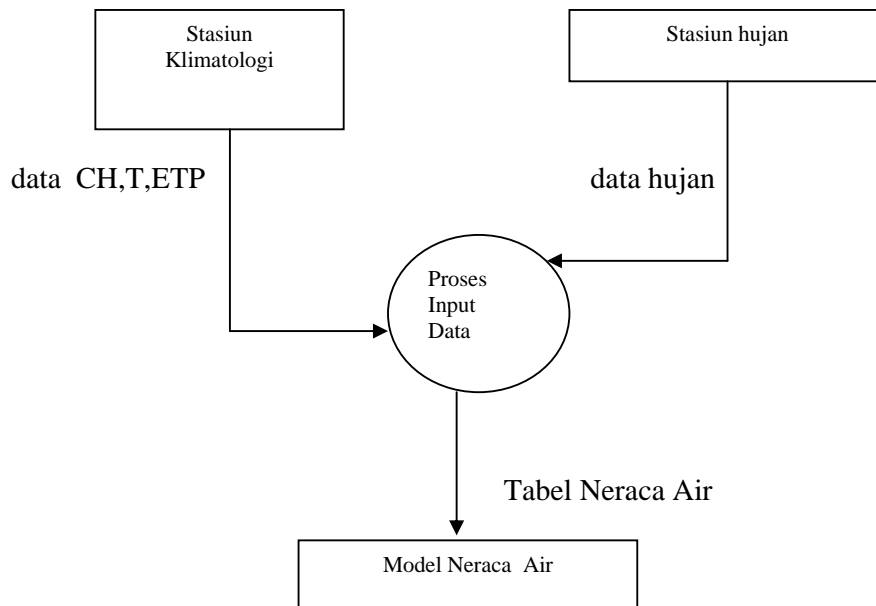 Stasiun
Klimatologi
Stasiun hujan
data CH,T,ETP
data hujan
Proses
Input
Data
Tabel Neraca Air
Model Neraca Air